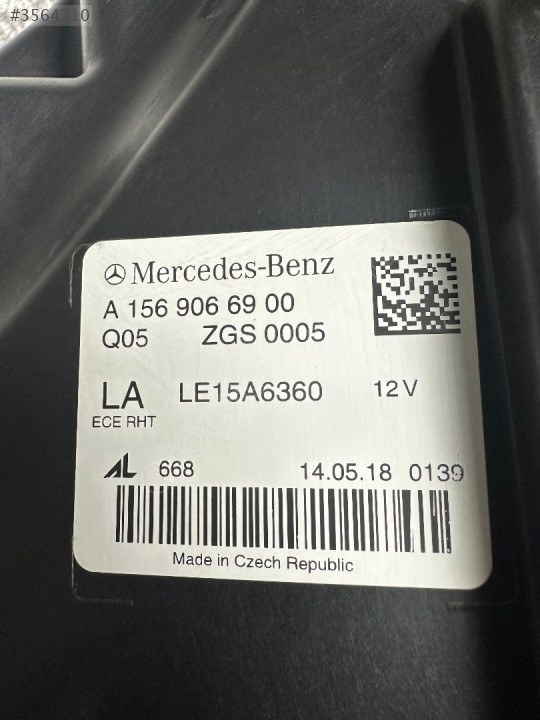 Mercedes-Benz
A 156 906 69 00
Q05 ZGS 0005
LA LE15A6360 12V
ECE RHT
AL 668 14.05.18 0139
Made in Czech Republic